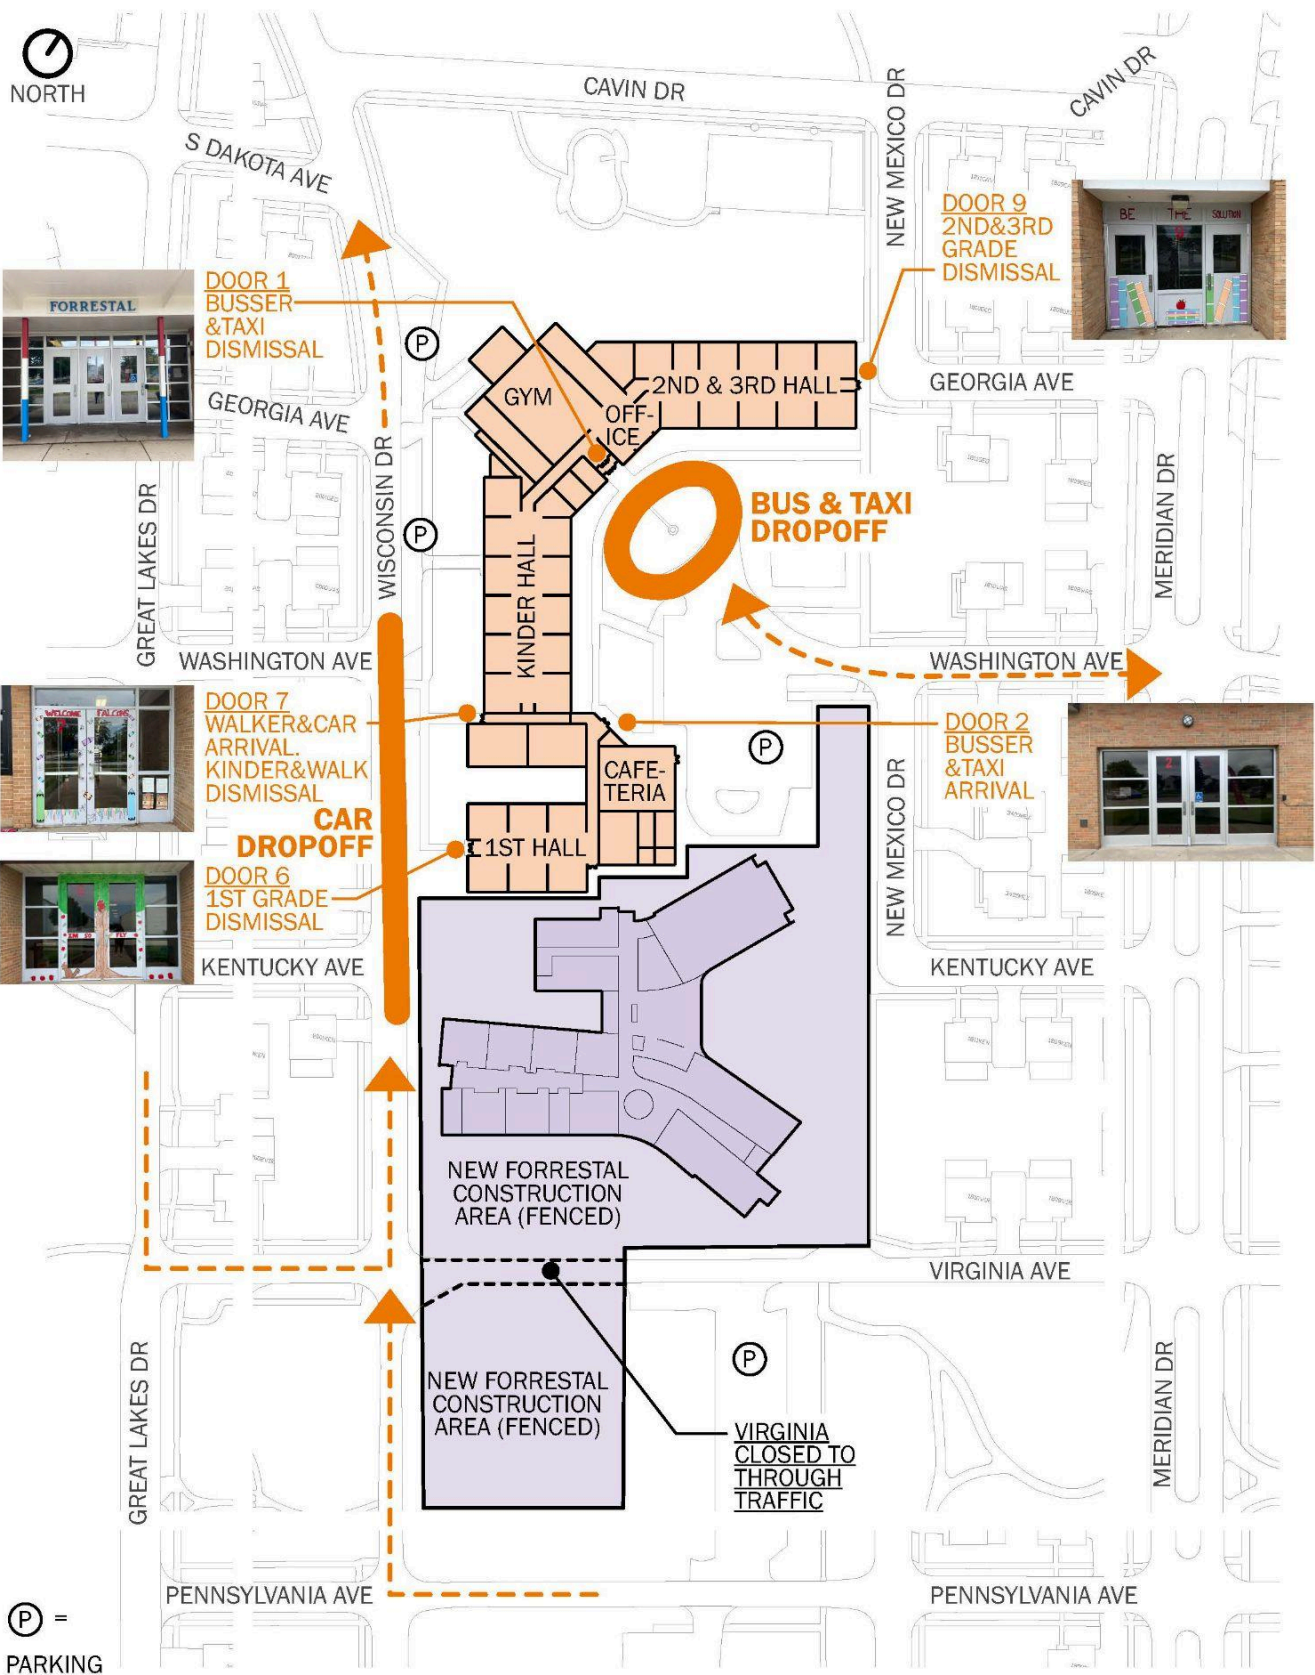 NORTH
CAVIN DR
CAVIN DR
S DAKOTA AVE
NEW MEXICO DR
DOOR 9
2ND&3RD
GRADE
DISMISSAL
BE THE SOLUTION
FORRESTAL
DOOR 1
BUSSER
&TAXI
DISMISSAL
P
GEORGIA AVE
GEORGIA AVE
GYM
OFF-
ICE
2ND & 3RD HALL
WISCONSIN DR
GREAT LAKES DR
MERIDIAN DR
P
BUS & TAXI
DROPOFF
KINDER HALL
WASHINGTON AVE
WASHINGTON AVE
WELCOME FALCONS
DOOR 7
WALKER&CAR
ARRIVAL.
KINDER&WALK
DISMISSAL
CAR
DROPOFF
P
DOOR 2
BUSSER
&TAXI
ARRIVAL
2
CAFE-
TERIA
NEW MEXICO DR
1ST HALL
DOOR 6
1ST GRADE
DISMISSAL
KENTUCKY AVE
KENTUCKY AVE
NEW FORRESTAL
CONSTRUCTION
AREA (FENCED)
VIRGINIA AVE
GREAT LAKES DR
MERIDIAN DR
P
NEW FORRESTAL
CONSTRUCTION
AREA (FENCED)
VIRGINIA
CLOSED TO
THROUGH
TRAFFIC
PENNSYLVANIA AVE
PENNSYLVANIA AVE
P =
PARKING